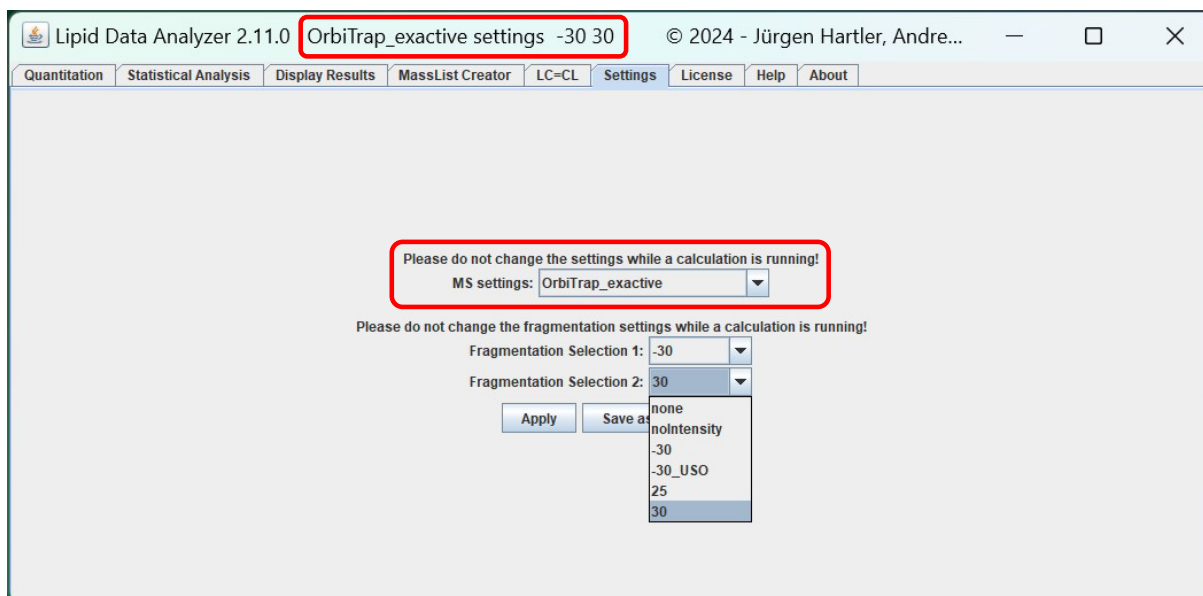 Lipid Data Analyzer 2.11.0 OrbiTrap_exactive settings -30 30 © 2024 - Jürgen Hartler, Andre...
Quantitation Statistical Analysis Display Results MassList Creator LC=CL Settings License Help About
Please do not change the settings while a calculation is running!
MS settings: OrbiTrap_exactive
Please do not change the fragmentation settings while a calculation is running!
Fragmentation Selection 1: -30
Fragmentation Selection 2: 30
Apply Save as
none
noIntensity
-30
-30_USO
25
30